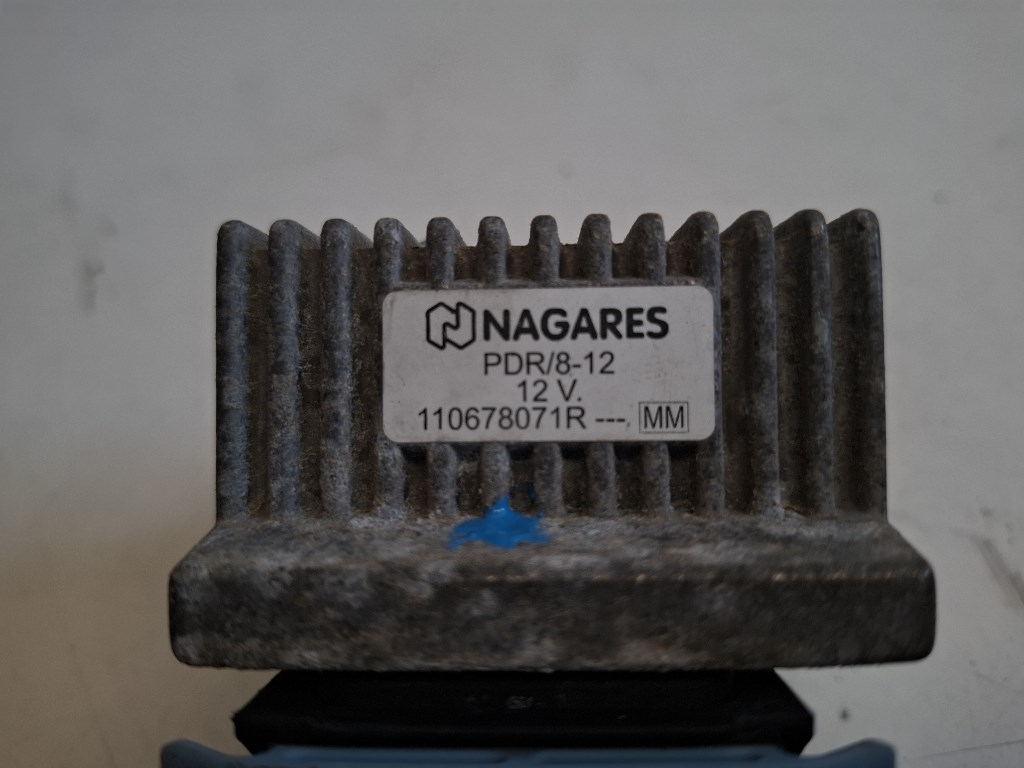 NAGARES
PDR/8-12
12 V.
110678071R ---, MM